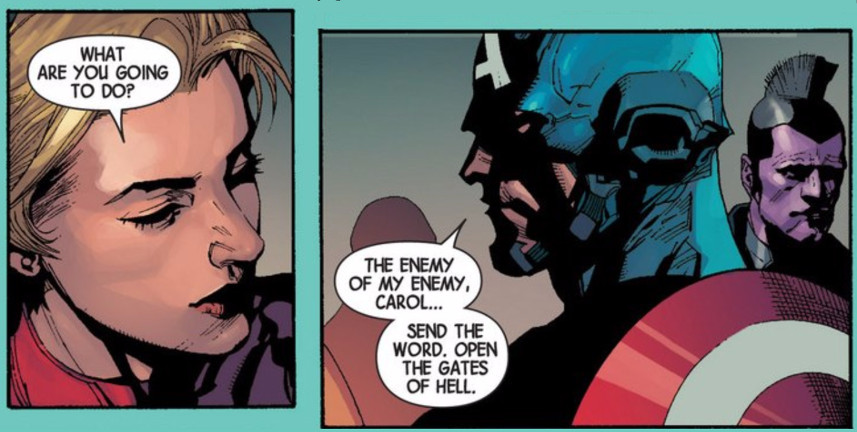 WHAT
ARE YOU GOING
TO DO?
THE ENEMY
OF MY ENEMY,
CAROL...
SEND THE
WORD. OPEN
THE GATES
OF HELL.